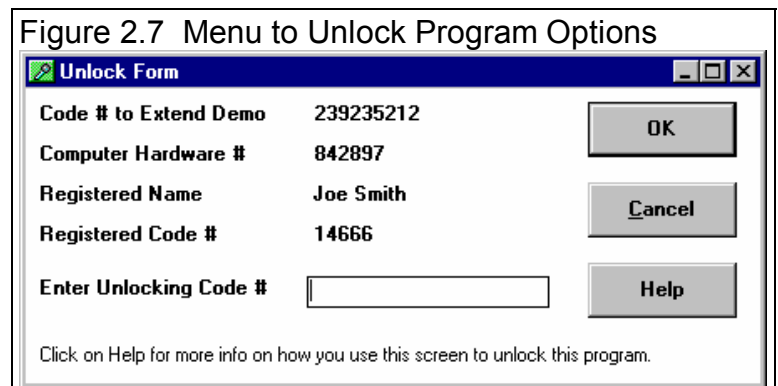 Figure 2.7 Menu to Unlock Program Options
Unlock Form
Code # to Extend Demo 239235212
OK
Computer Hardware # 842897
Registered Name Joe Smith
Cancel
Registered Code # 14666
Enter Unlocking Code #
Help
Click on Help for more info on how you use this screen to unlock this program.